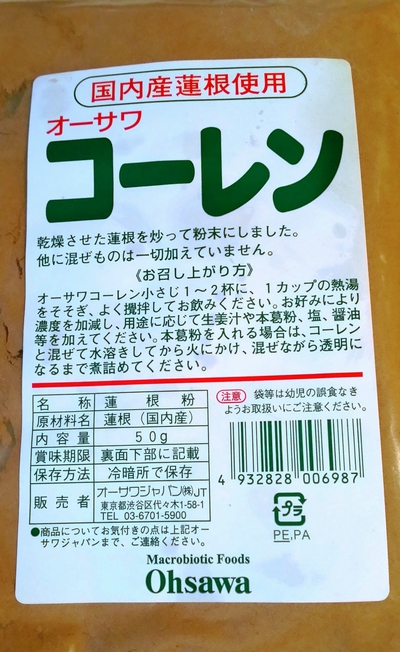 国内産蓮根使用
オーサワ
コーレン
乾燥させた蓮根を炒って粉末にしました。
他に混ぜものは一切加えていません。
《お召し上がり方》
オーサワコーレン小さじ1〜2杯に、1カップの熱湯
をそそぎ、よく攪拌してお飲みください。お好みにより
濃度を加減し、用途に応じて生姜汁や本葛粉、塩、醤油
等を加えてください。本葛粉を入れる場合は、コーレン
と混ぜて水溶きしてから火にかけ、混ぜながら透明に
なるまで煮詰めてください。
名称 蓮根粉
原材料名 蓮根（国内産）
内容量 50g
賞味期限 裏面下部に記載
保存方法 冷暗所で保存
販売者 オーサワジャパン㈱JT
東京都渋谷区代々木1-58-1
TEL 03-6701-5900
●商品についてお気付きの点は上記オー
サワジャパンまで、ご連絡ください。
注意 袋等は幼児の誤食なき
ようお取扱いにご注意ください。
4 932828 006987
プラ
PE,PA
Macrobiotic Foods
Ohsawa